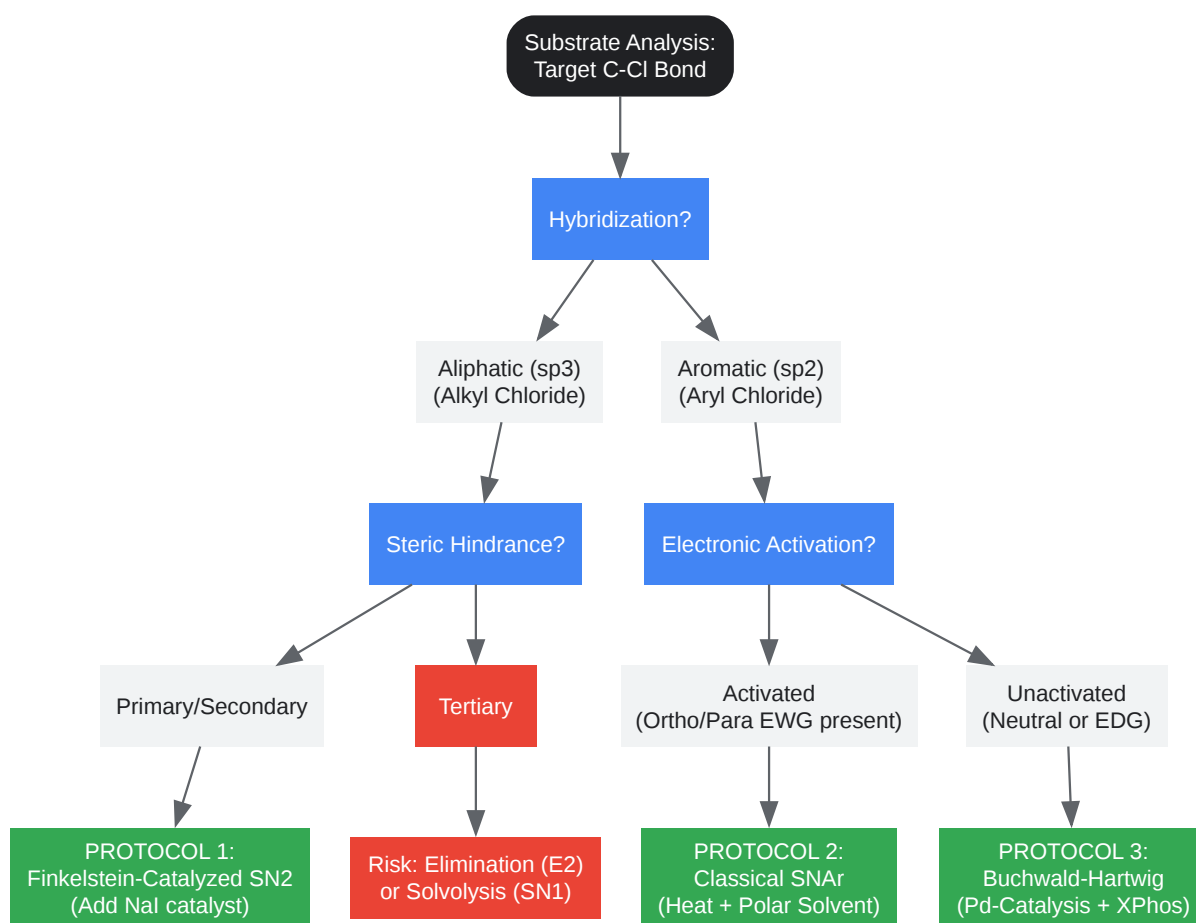 Substrate Analysis:
Target C-Cl Bond
Hybridization?
Aliphatic (sp3)
(Alkyl Chloride)
Aromatic (sp2)
(Aryl Chloride)
Steric Hindrance?
Electronic Activation?
Primary/Secondary
Tertiary
Activated
(Ortho/Para EWG present)
Unactivated
(Neutral or EDG)
PROTOCOL 1:
Finkelstein-Catalyzed SN2
(Add NaI catalyst)
Risk: Elimination (E2)
or Solvolysis (SN1)
PROTOCOL 2:
Classical SNAr
(Heat + Polar Solvent)
PROTOCOL 3:
Buchwald-Hartwig
(Pd-Catalysis + XPhos)